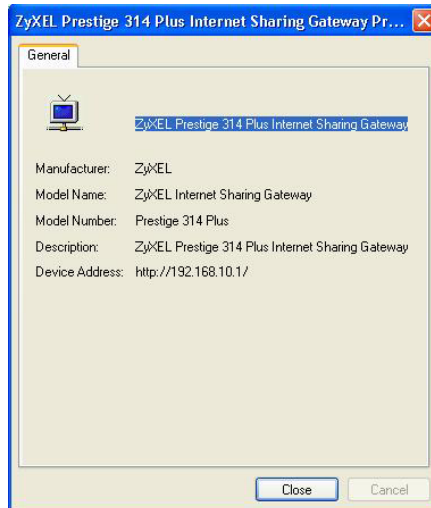 ZyXEL Prestige 314 Plus Internet Sharing Gateway Pr...
General
ZyXEL Prestige 314 Plus Internet Sharing Gateway
Manufacturer: ZyXEL
Model Name: ZyXEL Internet Sharing Gateway
Model Number: Prestige 314 Plus
Description: ZyXEL Prestige 314 Plus Internet Sharing Gateway
Device Address: http://192.168.10.1/
Close Cancel